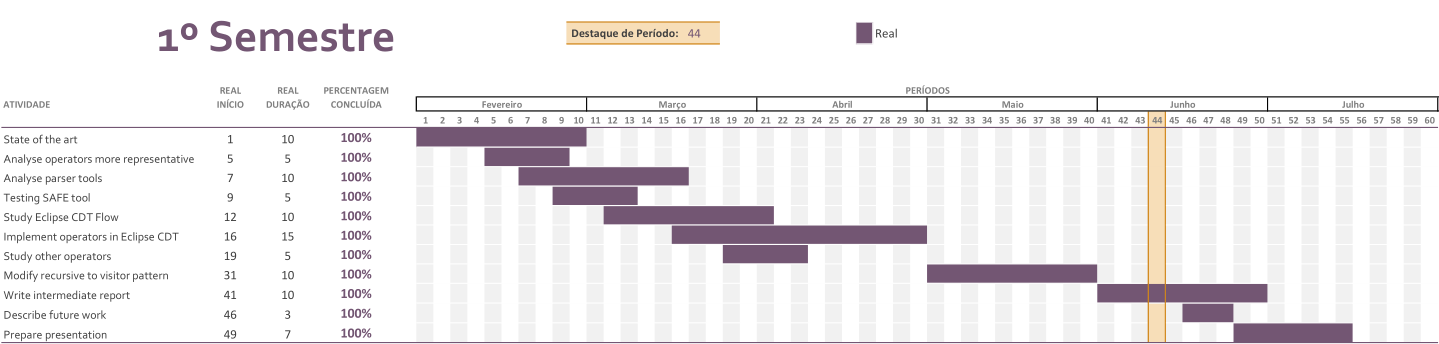 1º Semestre
Destaque de Período: 44
Real
ATIVIDADE REAL INÍCIO REAL DURAÇÃO PERCENTAGEM CONCLUÍDA PERÍODOS
Fevereiro Março Abril Maio Junho Julho
1 2 3 4 5 6 7 8 9 10 11 12 13 14 15 16 17 18 19 20 21 22 23 24 25 26 27 28 29 30 31 32 33 34 35 36 37 38 39 40 41 42 43 44 45 46 47 48 49 50 51 52 53 54 55 56 57 58 59 60
State of the art 1 10 100%
Analyse operators more representative 5 5 100%
Analyse parser tools 7 10 100%
Testing SAFE tool 9 5 100%
Study Eclipse CDT Flow 12 10 100%
Implement operators in Eclipse CDT 16 15 100%
Study other operators 19 5 100%
Modify recursive to visitor pattern 31 10 100%
Write intermediate report 41 10 100%
Describe future work 46 3 100%
Prepare presentation 49 7 100%